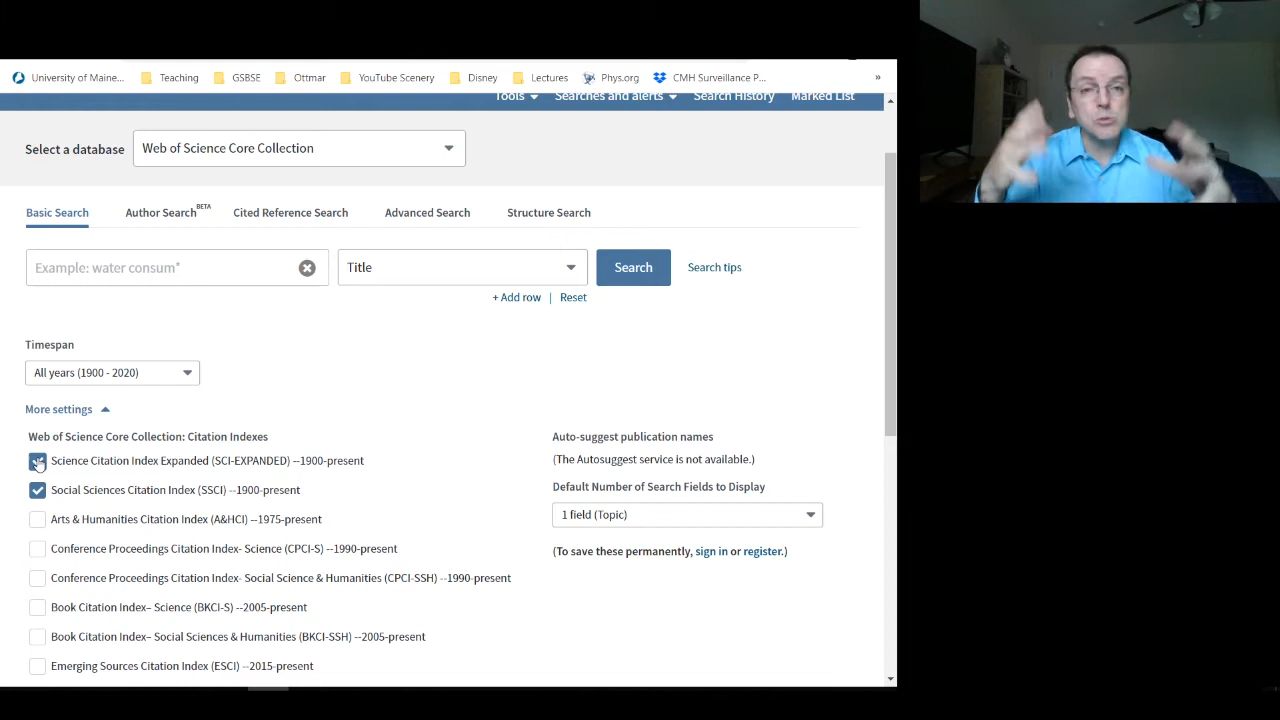 University of Maine... Teaching GSBSE Ottmar YouTube Scenery Disney Lectures Phys.org CMH Surveillance P... »
Tools Searches and alerts Search History Marked List
Select a database Web of Science Core Collection
Basic Search Author Search BETA Cited Reference Search Advanced Search Structure Search
Example: water consum* Title Search Search tips
+ Add row | Reset
Timespan
All years (1900 - 2020)
More settings
Web of Science Core Collection: Citation Indexes
Science Citation Index Expanded (SCI-EXPANDED) --1900-present
Social Sciences Citation Index (SSCI) --1900-present
Arts & Humanities Citation Index (A&HCI) --1975-present
Conference Proceedings Citation Index- Science (CPCI-S) --1990-present
Conference Proceedings Citation Index- Social Science & Humanities (CPCI-SSH) --1990-present
Book Citation Index– Science (BKCI-S) --2005-present
Book Citation Index– Social Sciences & Humanities (BKCI-SSH) --2005-present
Emerging Sources Citation Index (ESCI) --2015-present
Auto-suggest publication names
(The Autosuggest service is not available.)
Default Number of Search Fields to Display
1 field (Topic)
(To save these permanently, sign in or register.)